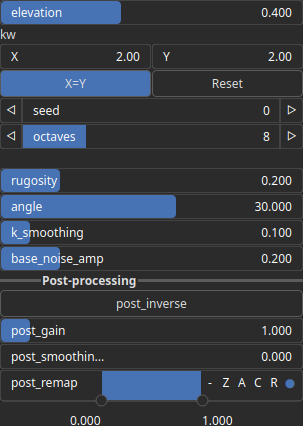 elevation 0.400
kw
X 2.00 Y 2.00
X=Y Reset
seed 0
octaves 8
rugosity 0.200
angle 30.000
k_smoothing 0.100
base_noise_amp 0.200
Post-processing
post_inverse
post_gain 1.000
post_smoothin... 0.000
post_remap - Z A C R
0.000 1.000